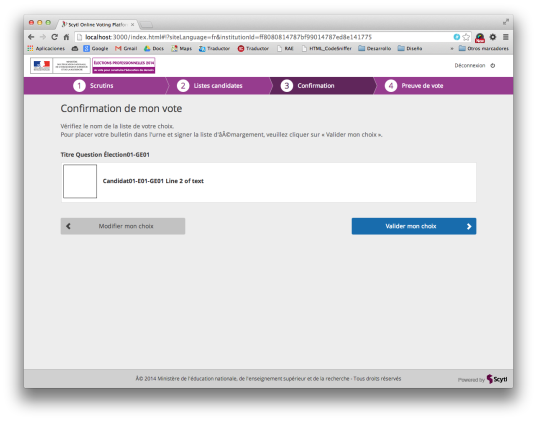 Scytl Online Voting Platfor
localhost:3000/index.html#?siteLanguage=fr&institutionId=ff8080814787bf99014787ed8e141775
Aplicaciones Google Gmail Docs Maps Traductor Traductor RAE HTML_CodeSniffer Desarrollo Diseño » Otros marcadores
ÉLECTIONS PROFESSIONNELLES 2014
Déconnexion
1 Scrutins 2 Listes candidates 3 Confirmation 4 Preuve de vote
Confirmation de mon vote
Vérifiez le nom de la liste de votre choix.
Pour placer votre bulletin dans l'urne et signer la liste d'âÃ©margement, veuillez cliquer sur « Valider mon choix ».
Titre Question Élection01-GE01
Candidat01-E01-GE01 Line 2 of text
Modifier mon choix
Valider mon choix
Â© 2014 Ministère de l'éducation nationale, de l'enseignement supérieur et de la recherche - Tous droits réservés
Powered by Scytl